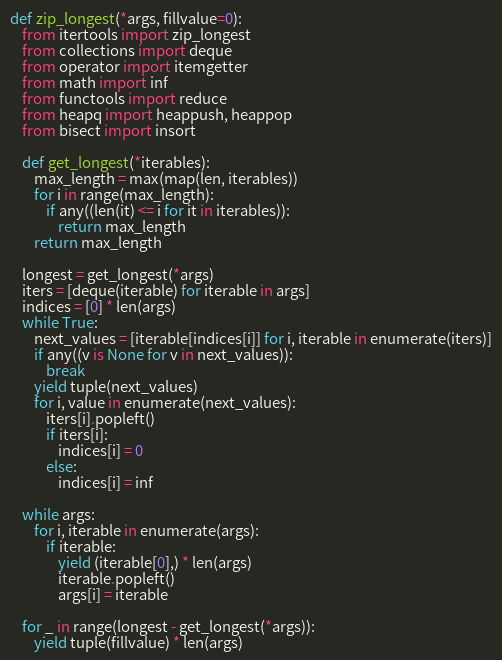 def zip_longest(*args, fillvalue=0):
    from itertools import zip_longest
    from collections import deque
    from operator import itemgetter
    from math import inf
    from functools import reduce
    from heapq import heappush, heappop
    from bisect import insort

    def get_longest(*iterables):
        max_length = max(map(len, iterables))
        for i in range(max_length):
            if any((len(it) <= i for it in iterables)):
                return max_length
        return max_length

    longest = get_longest(*args)
    iters = [deque(iterable) for iterable in args]
    indices = [0] * len(args)
    while True:
        next_values = [iterable[indices[i]] for i, iterable in enumerate(iters)]
        if any((v is None for v in next_values)):
            break
        yield tuple(next_values)
        for i, value in enumerate(next_values):
            iters[i].popleft()
            if iters[i]:
                indices[i] = 0
            else:
                indices[i] = inf

    while args:
        for i, iterable in enumerate(args):
            if iterable:
                yield (iterable[0],) * len(args)
                iterable.popleft()
                args[i] = iterable

    for _ in range(longest - get_longest(*args)):
        yield tuple(fillvalue) * len(args)